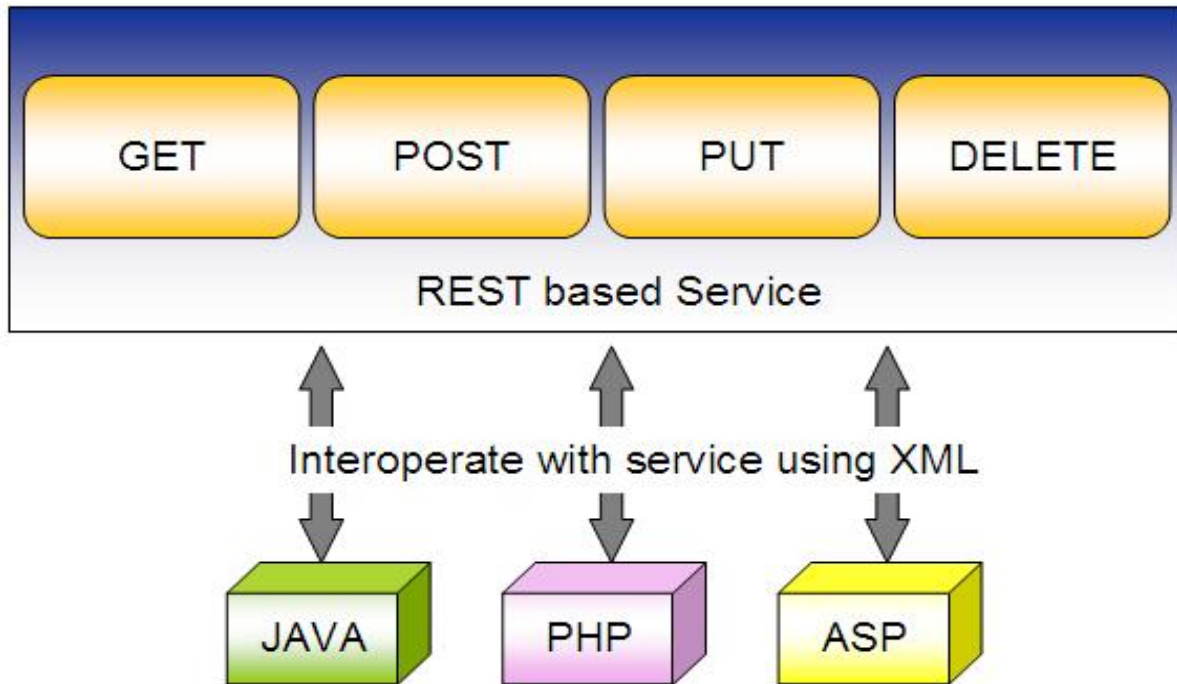 GET
POST
PUT
DELETE
REST based Service
Interoperate with service using XML
JAVA
PHP
ASP